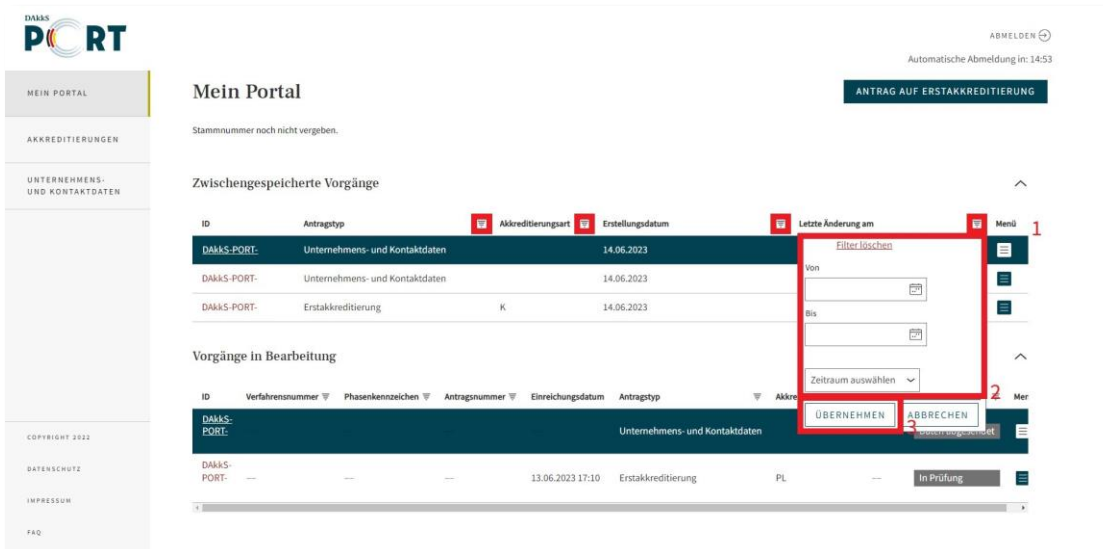 DAkkS
PORT
ABMELDEN
Automatische Abmeldung in: 14:53
MEIN PORTAL
AKKREDITIERUNGEN
UNTERNEHMENS-
UND KONTAKTDATEN
COPYRIGHT 2022
DATENSCHUTZ
IMPRESSUM
FAQ
Mein Portal
ANTRAG AUF ERSTAKKREDITIERUNG
Stammnummer noch nicht vergeben.
Zwischengespeicherte Vorgänge
ID Antragstyp Akkreditierungsart Erstellungsdatum Letzte Änderung am Menü 1
DAkkS-PORT- Unternehmens- und Kontaktdaten 14.06.2023
DAkkS-PORT- Unternehmens- und Kontaktdaten 14.06.2023
DAkkS-PORT- Erstakkreditierung K 14.06.2023
Filter löschen
Von
Bis
Zeitraum auswählen
2
ÜBERNEHMEN ABBRECHEN
3
Vorgänge in Bearbeitung
ID Verfahrensnummer Phasenkennzeichen Antragsnummer Einreichungsdatum Antragstyp Akkre Mer
DAkkS-
PORT- Unternehmens- und Kontaktdaten
DAkkS-
PORT- -- -- -- 13.06.2023 17:10 Erstakkreditierung PL -- In Prüfung